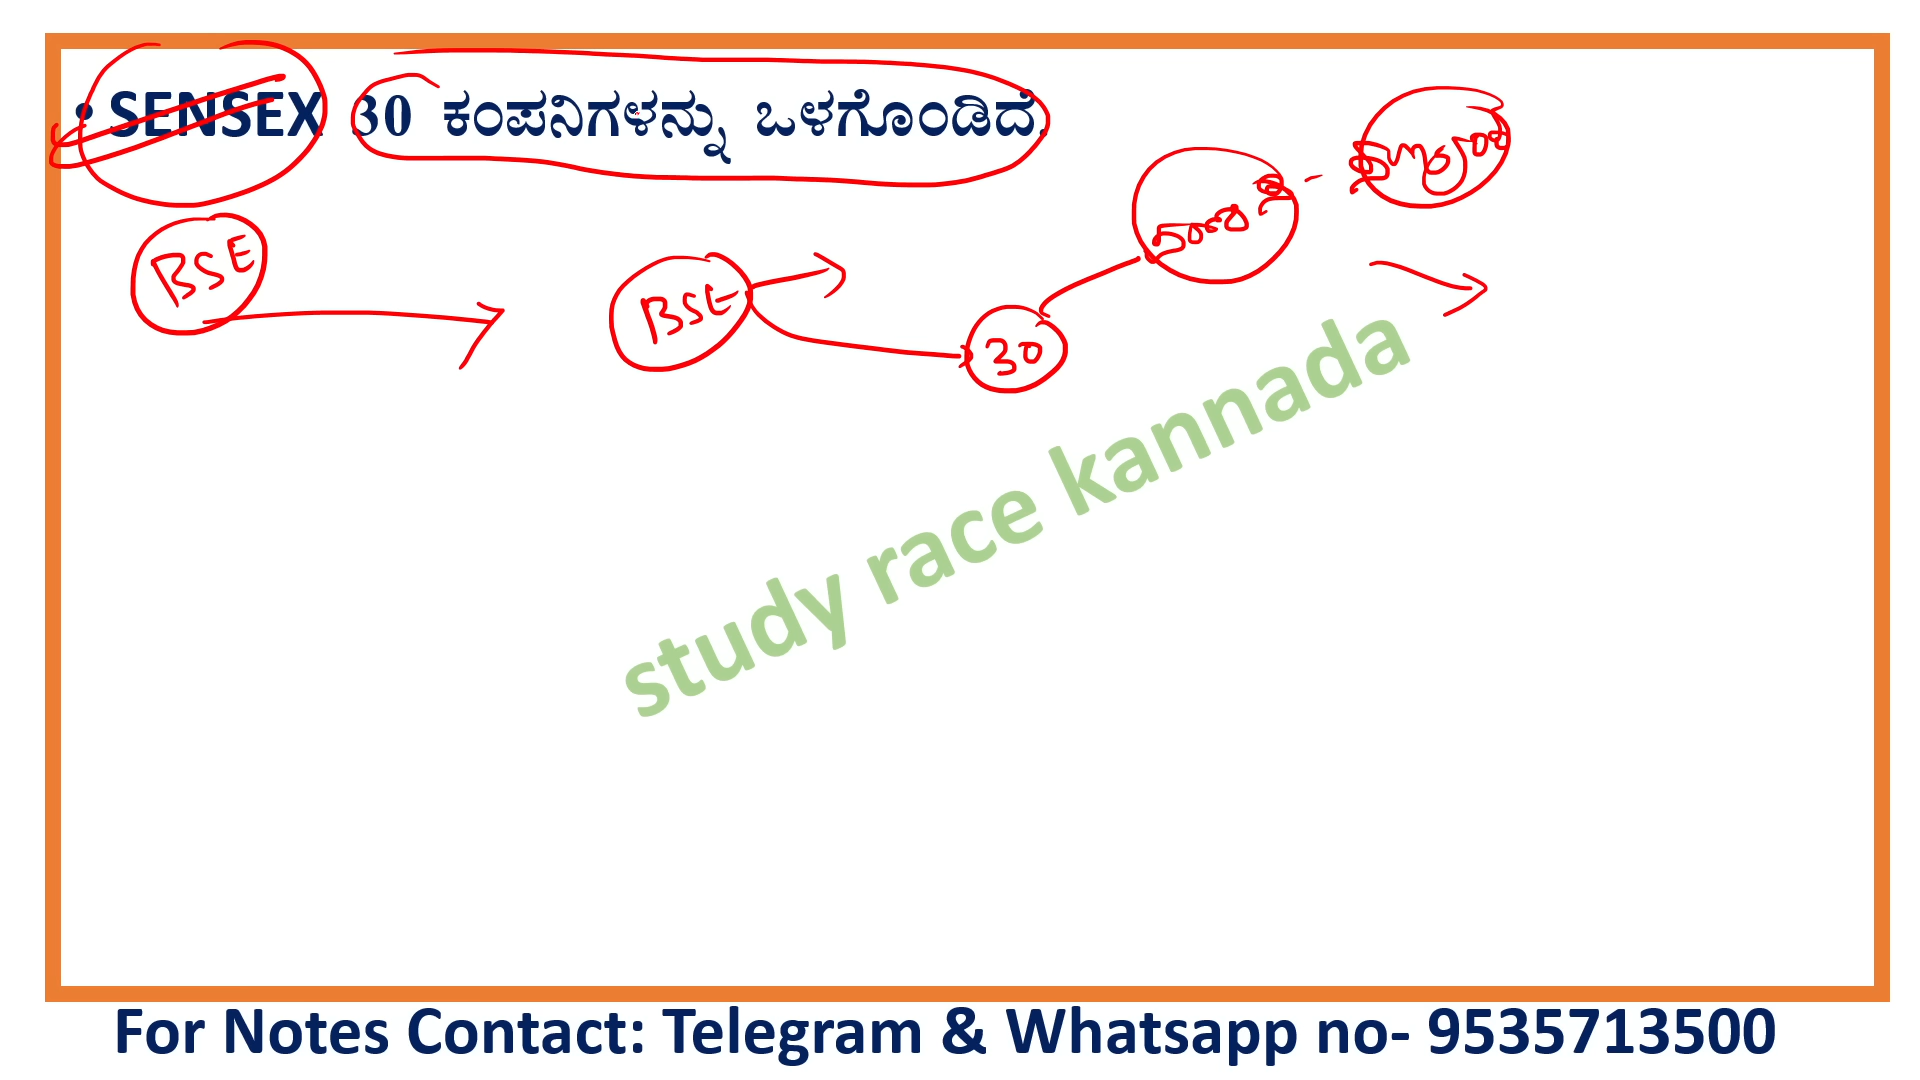 • SENSEX 30 ಕಂಪನಿಗಳನ್ನು ಒಳಗೊಂಡಿದೆ.
BSE
BSE
30
study race kannada
For Notes Contact: Telegram & Whatsapp no- 9535713500